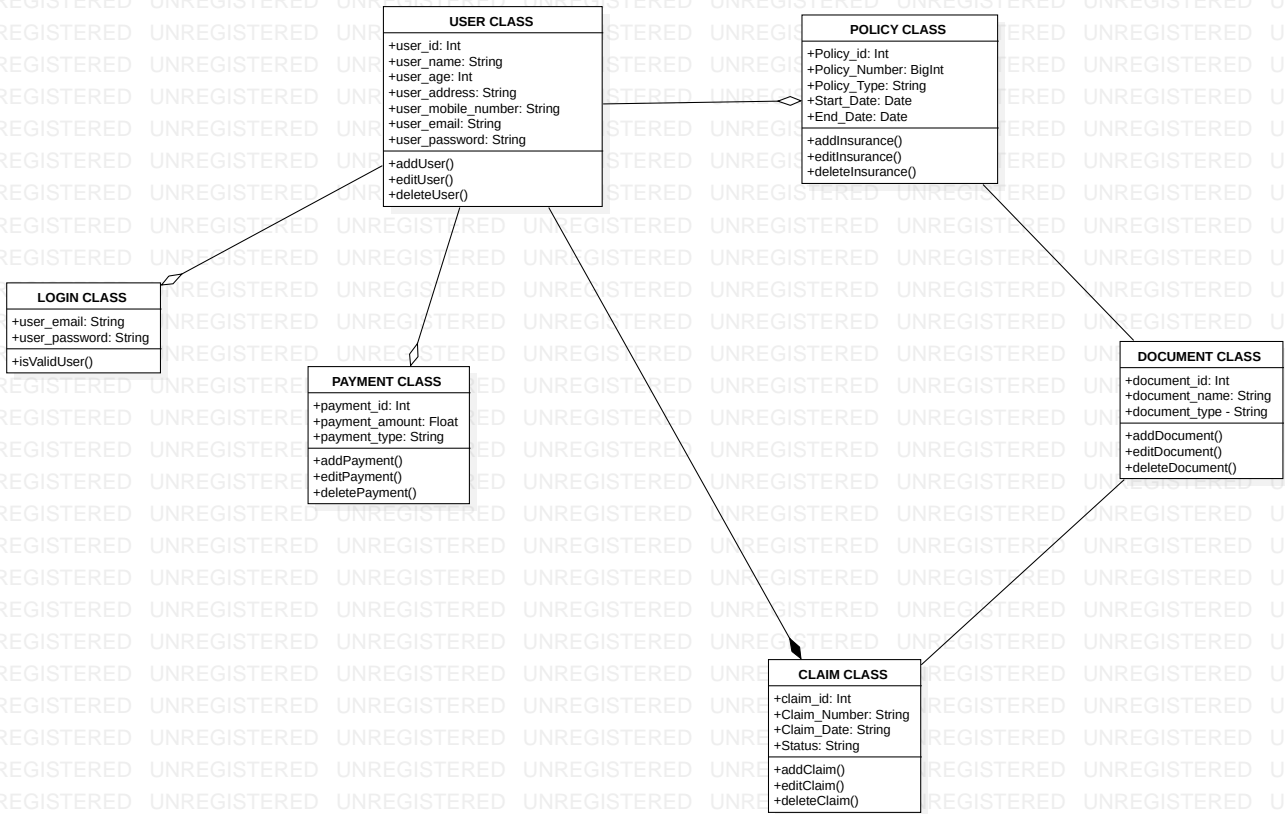 USER CLASS
+user_id: Int
+user_name: String
+user_age: Int
+user_address: String
+user_mobile_number: String
+user_email: String
+user_password: String
+addUser()
+editUser()
+deleteUser()
POLICY CLASS
+Policy_id: Int
+Policy_Number: BigInt
+Policy_Type: String
+Start_Date: Date
+End_Date: Date
+addInsurance()
+editInsurance()
+deleteInsurance()
LOGIN CLASS
+user_email: String
+user_password: String
+isValidUser()
PAYMENT CLASS
+payment_id: Int
+payment_amount: Float
+payment_type: String
+addPayment()
+editPayment()
+deletePayment()
DOCUMENT CLASS
+document_id: Int
+document_name: String
+document_type - String
+addDocument()
+editDocument()
+deleteDocument()
CLAIM CLASS
+claim_id: Int
+Claim_Number: String
+Claim_Date: String
+Status: String
+addClaim()
+editClaim()
+deleteClaim()
UNREGISTERED